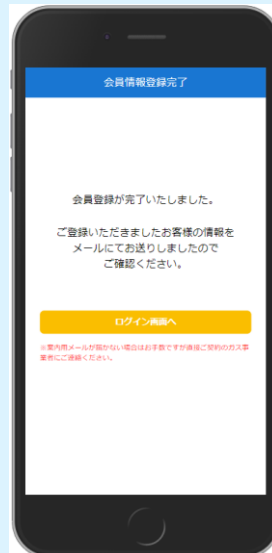 会員情報登録完了
会員登録が完了いたしました。
ご登録いただきましたお客様の情報を
メールにてお送りしましたので
ご確認ください。
ログイン画面へ
※案内用メールが届かない場合はお手数ですが直接ご契約のガス事
業者にご連絡ください。